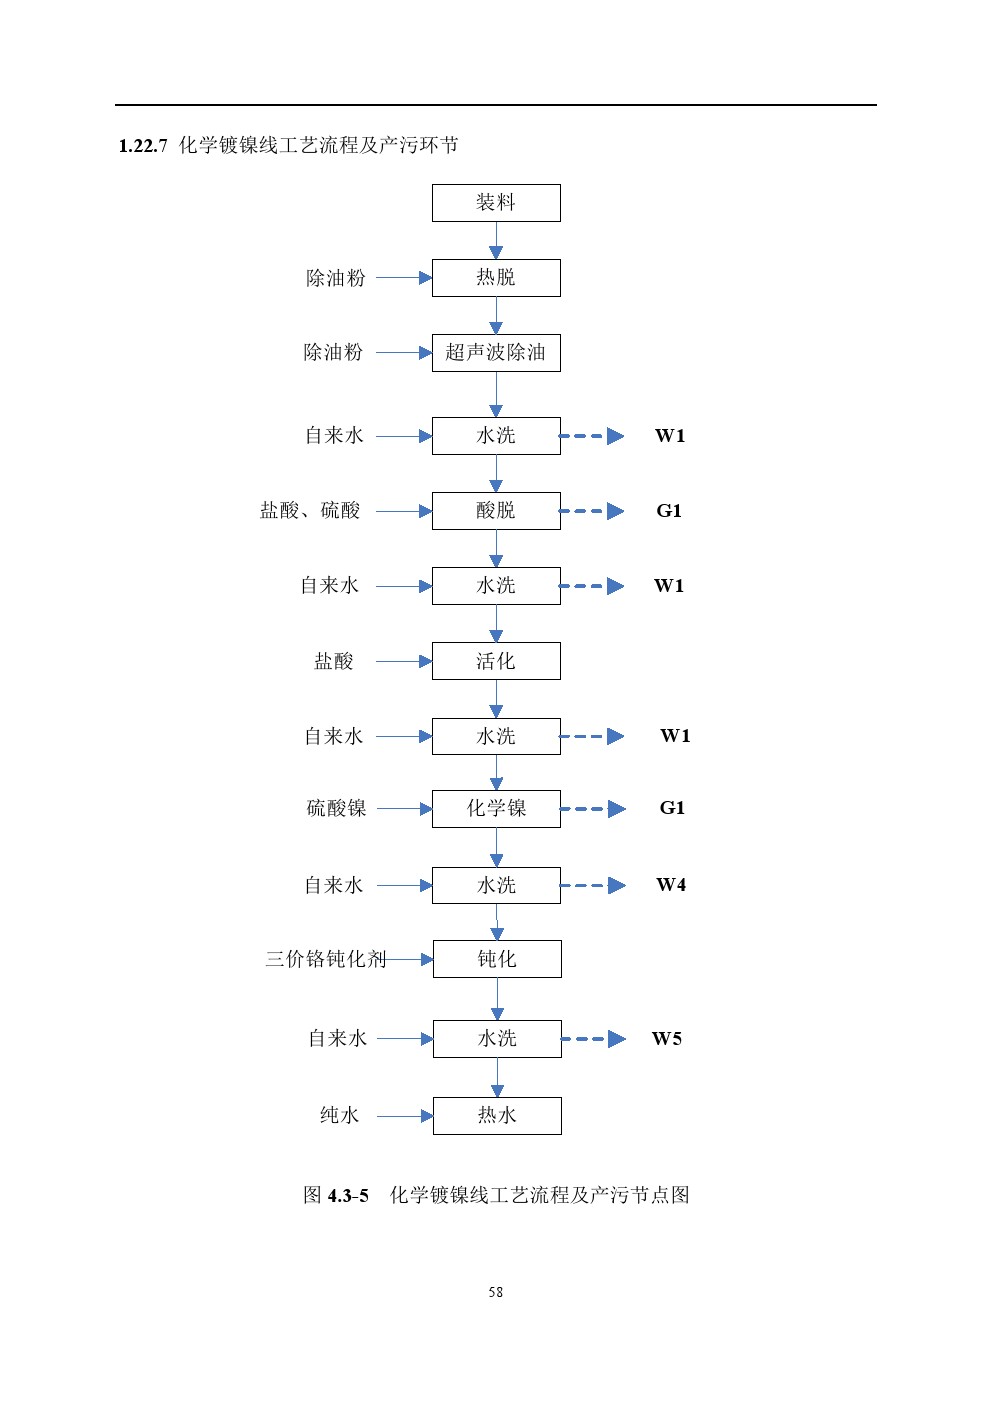 1.22.7 化学镀镍线工艺流程及产污环节
装料
除油粉 热脱
除油粉 超声波除油
自来水 水洗 W1
盐酸、硫酸 酸脱 G1
自来水 水洗 W1
盐酸 活化
自来水 水洗 W1
硫酸镍 化学镍 G1
自来水 水洗 W4
三价铬钝化剂 钝化
自来水 水洗 W5
纯水 热水
图 4.3-5 化学镀镍线工艺流程及产污节点图
58